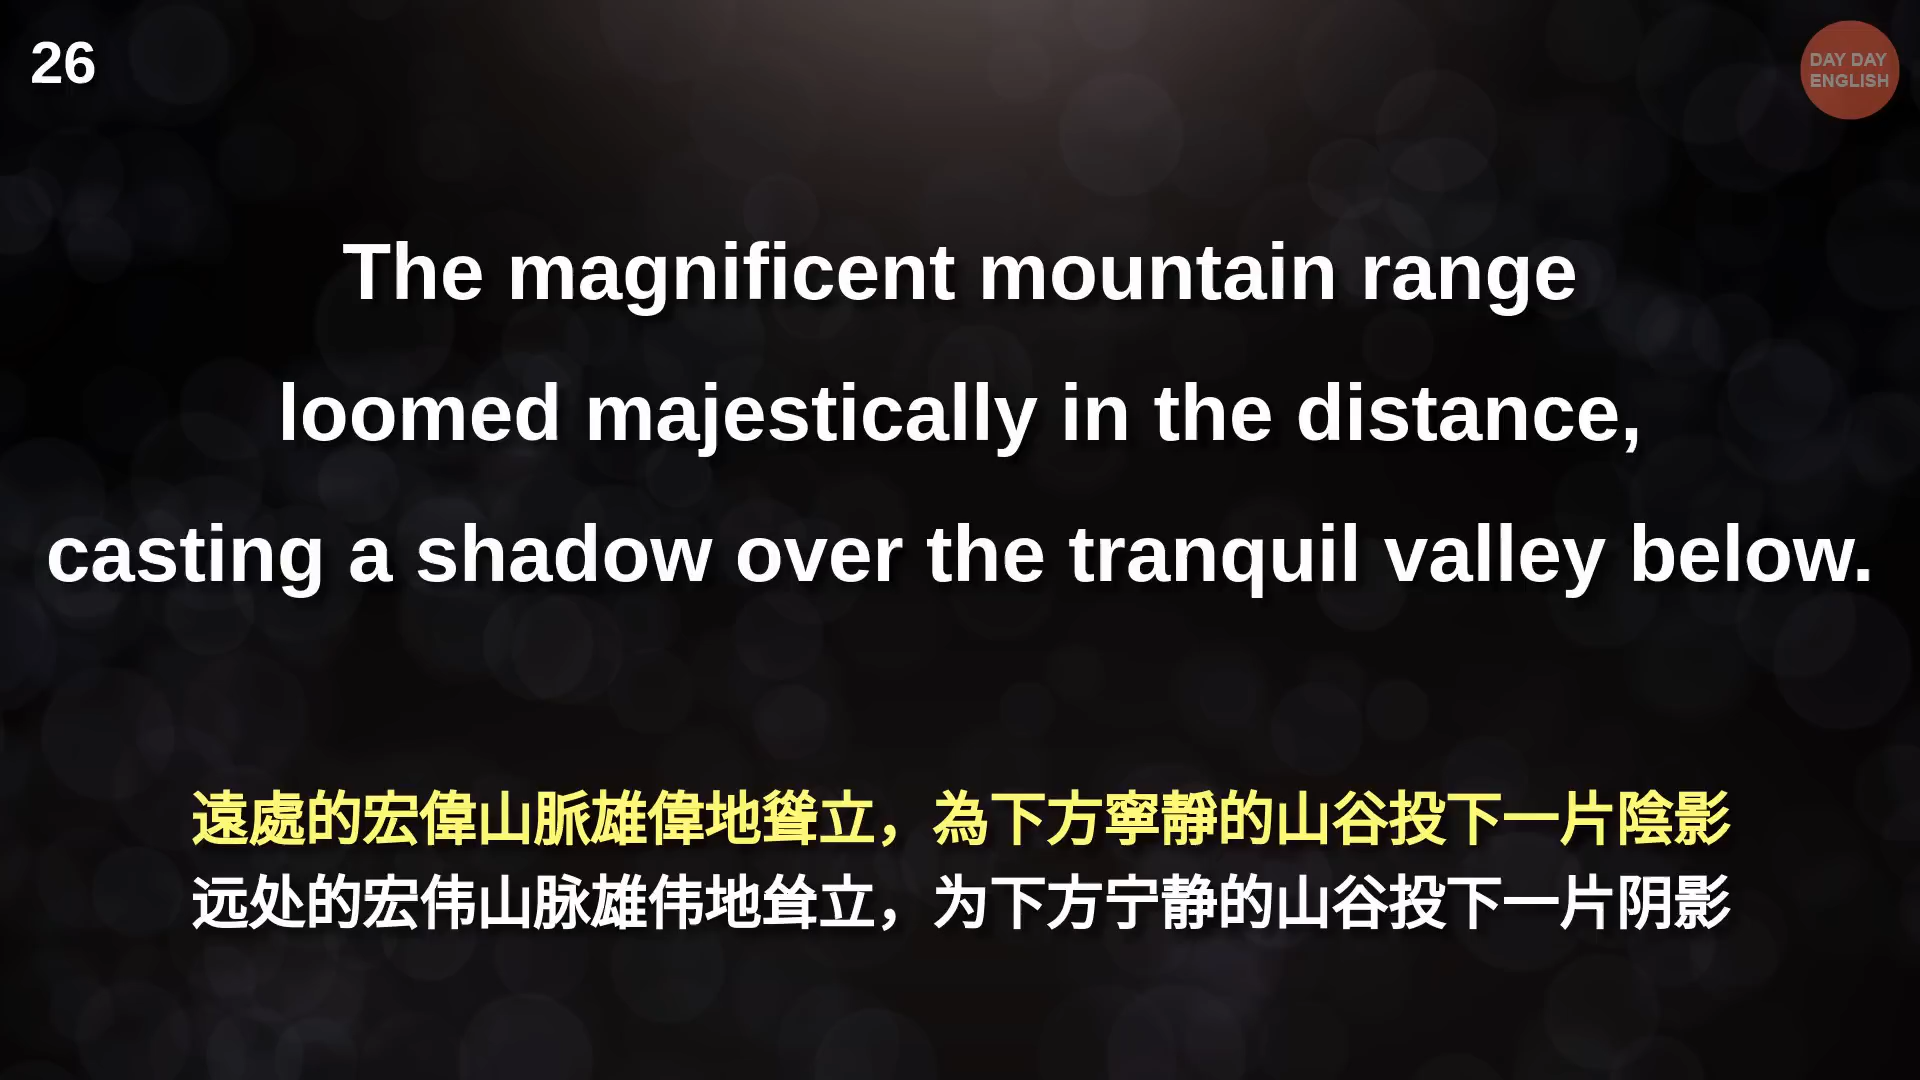 26
DAY DAY
ENGLISH
The magnificent mountain range
loomed majestically in the distance,
casting a shadow over the tranquil valley below.
遠處的宏偉山脈雄偉地聳立，為下方寧靜的山谷投下一片陰影
远处的宏伟山脉雄伟地耸立，为下方宁静的山谷投下一片阴影